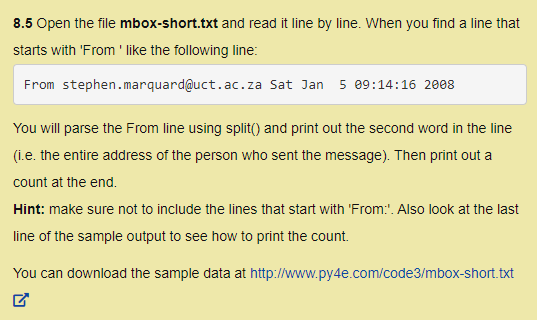 8.5 Open the file mbox-short.txt and read it line by line. When you find a line that
starts with 'From ' like the following line:
From stephen.marquard@uct.ac.za Sat Jan  5 09:14:16 2008
You will parse the From line using split() and print out the second word in the line
(i.e. the entire address of the person who sent the message). Then print out a
count at the end.
Hint: make sure not to include the lines that start with 'From:'. Also look at the last
line of the sample output to see how to print the count.
You can download the sample data at http://www.py4e.com/code3/mbox-short.txt